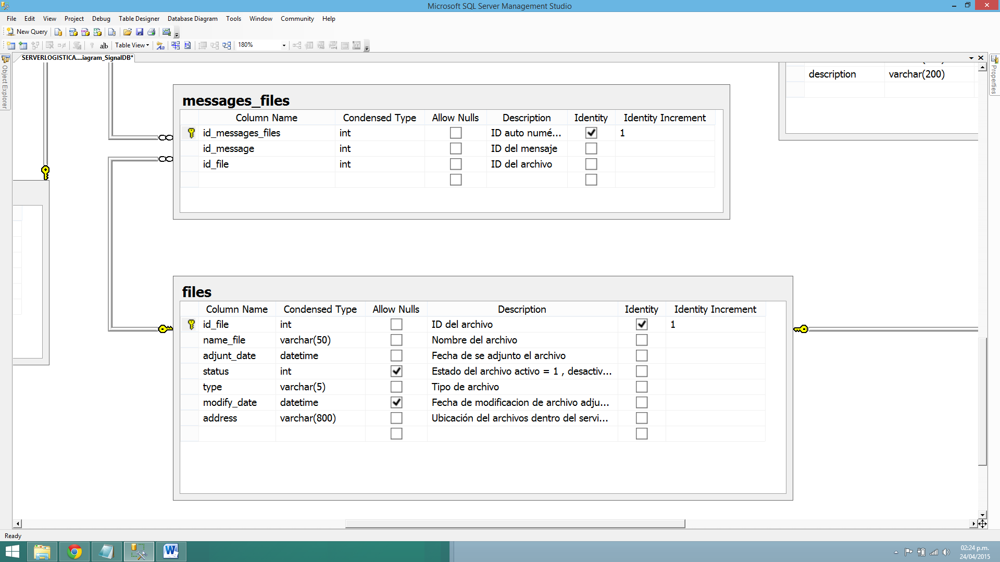 Microsoft SQL Server Management Studio
File Edit View Project Debug Table Designer Database Diagram Tools Window Community Help
New Query
Table View 180%
SERVERLOGISTICA....iagram_SignalDB*
Object Explorer
Properties
description varchar(200)
messages_files
Column Name Condensed Type Allow Nulls Description Identity Identity Increment
id_messages_files int ID auto numé... 1
id_message int ID del mensaje
id_file int ID del archivo
files
Column Name Condensed Type Allow Nulls Description Identity Identity Increment
id_file int ID del archivo 1
name_file varchar(50) Nombre del archivo
adjunt_date datetime Fecha de se adjunto el archivo
status int Estado del archivo activo = 1 , desactiv...
type varchar(5) Tipo de archivo
modify_date datetime Fecha de modificacion de archivo adju...
address varchar(800) Ubicación del archivos dentro del servi...
Ready
02:24 p.m.
24/04/2015